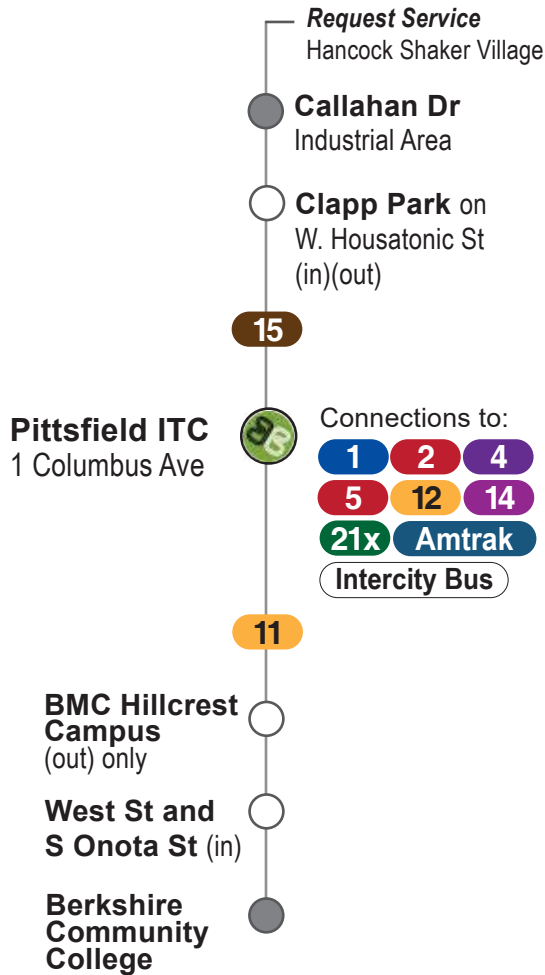 Request Service
Hancock Shaker Village
Callahan Dr
Industrial Area
Clapp Park on
W. Housatonic St
(in)(out)
15
Pittsfield ITC
1 Columbus Ave
Connections to:
1 2 4
5 12 14
21x Amtrak
Intercity Bus
11
BMC Hillcrest
Campus
(out) only
West St and
S Onota St (in)
Berkshire
Community
College